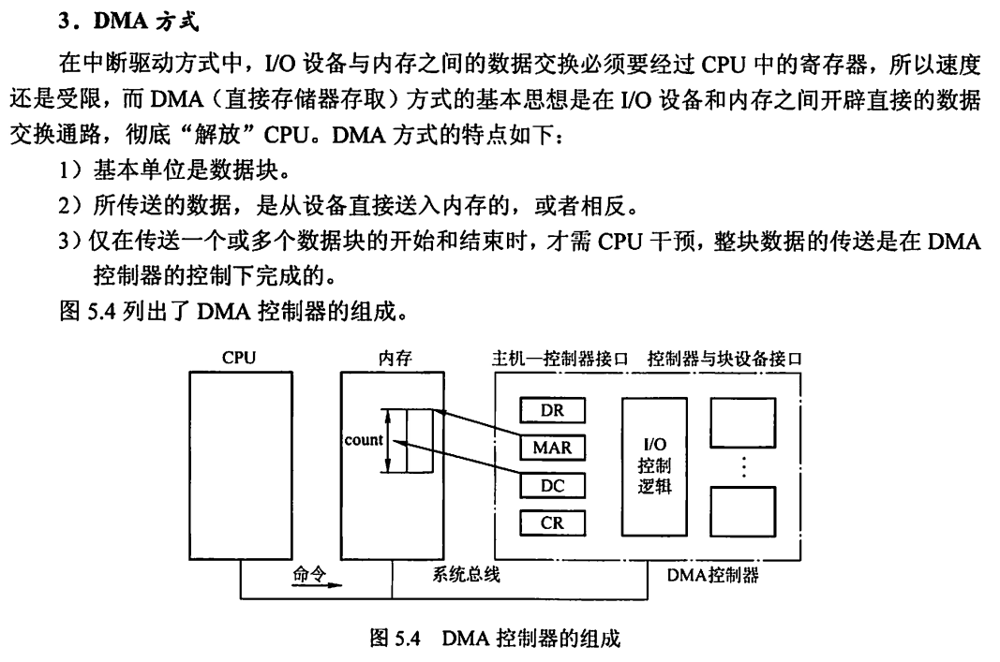 3．DMA 方式
在中断驱动方式中，I/O 设备与内存之间的数据交换必须要经过 CPU 中的寄存器，所以速度
还是受限，而 DMA（直接存储器存取）方式的基本思想是在 I/O 设备和内存之间开辟直接的数据
交换通路，彻底“解放”CPU。DMA 方式的特点如下：
1）基本单位是数据块。
2）所传送的数据，是从设备直接送入内存的，或者相反。
3）仅在传送一个或多个数据块的开始和结束时，才需 CPU 干预，整块数据的传送是在 DMA
控制器的控制下完成的。
图 5.4 列出了 DMA 控制器的组成。
CPU
内存
主机—控制器接口
控制器与块设备接口
count
DR
MAR
DC
CR
I/O
控制
逻辑
⋮
命令
系统总线
DMA控制器
图 5.4 DMA 控制器的组成